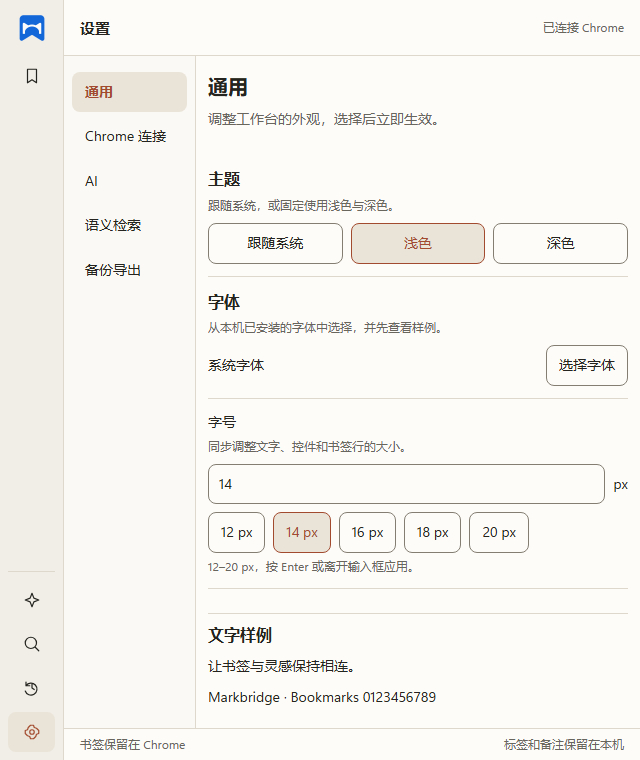 设置
已连接 Chrome
通用
Chrome 连接
AI
语义检索
备份导出
通用
调整工作台的外观，选择后立即生效。
主题
跟随系统，或固定使用浅色与深色。
跟随系统
浅色
深色
字体
从本机已安装的字体中选择，并先查看样例。
系统字体
选择字体
字号
同步调整文字、控件和书签行的大小。
14
px
12 px
14 px
16 px
18 px
20 px
12–20 px，按 Enter 或离开输入框应用。
文字样例
让书签与灵感保持相连。
Markbridge · Bookmarks 0123456789
书签保留在 Chrome
标签和备注保留在本机